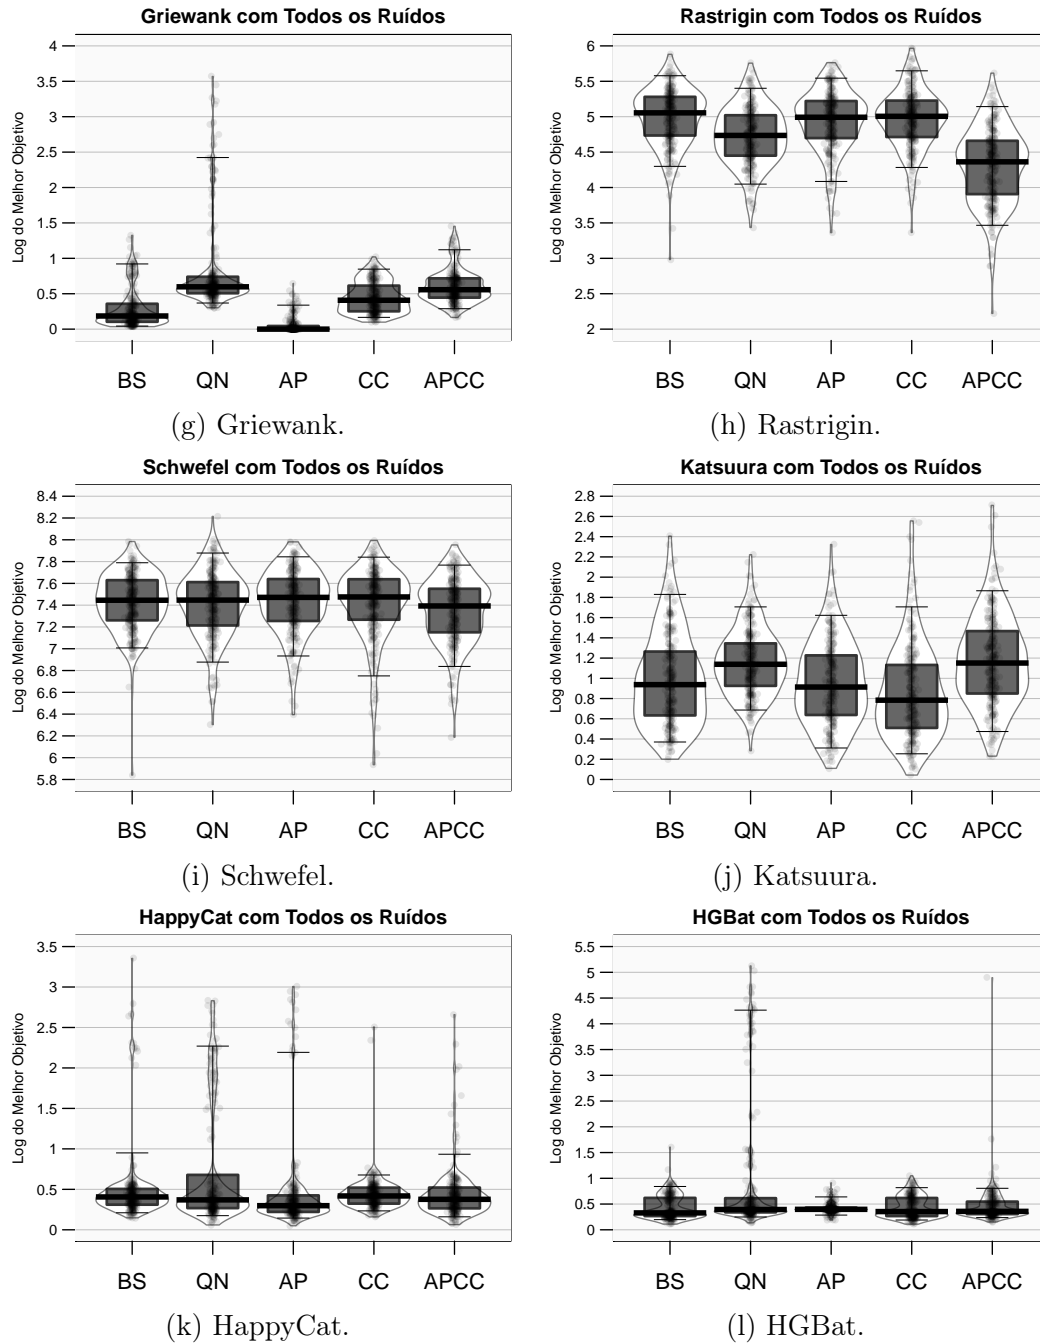 Griewank com Todos os Ruídos
Log do Melhor Objetivo
4
3.5
3
2.5
2
1.5
1
0.5
0
BS QN AP CC APCC
(g) Griewank.
Rastrigin com Todos os Ruídos
Log do Melhor Objetivo
6
5
4
3
2
BS QN AP CC APCC
(h) Rastrigin.
Schwefel com Todos os Ruídos
Log do Melhor Objetivo
8.4
8.2
8
7.8
7.6
7.4
7.2
7
6.8
6.6
6.4
6.2
6
5.8
BS QN AP CC APCC
(i) Schwefel.
Katsuura com Todos os Ruídos
Log do Melhor Objetivo
2.8
2.6
2.4
2.2
2
1.8
1.6
1.4
1.2
1
0.8
0.6
0.4
0.2
0
BS QN AP CC APCC
(j) Katsuura.
HappyCat com Todos os Ruídos
Log do Melhor Objetivo
3.5
3
2.5
2
1.5
1
0.5
0
BS QN AP CC APCC
(k) HappyCat.
HGBat com Todos os Ruídos
Log do Melhor Objetivo
5.5
5
4.5
4
3.5
3
2.5
2
1.5
1
0.5
0
BS QN AP CC APCC
(l) HGBat.